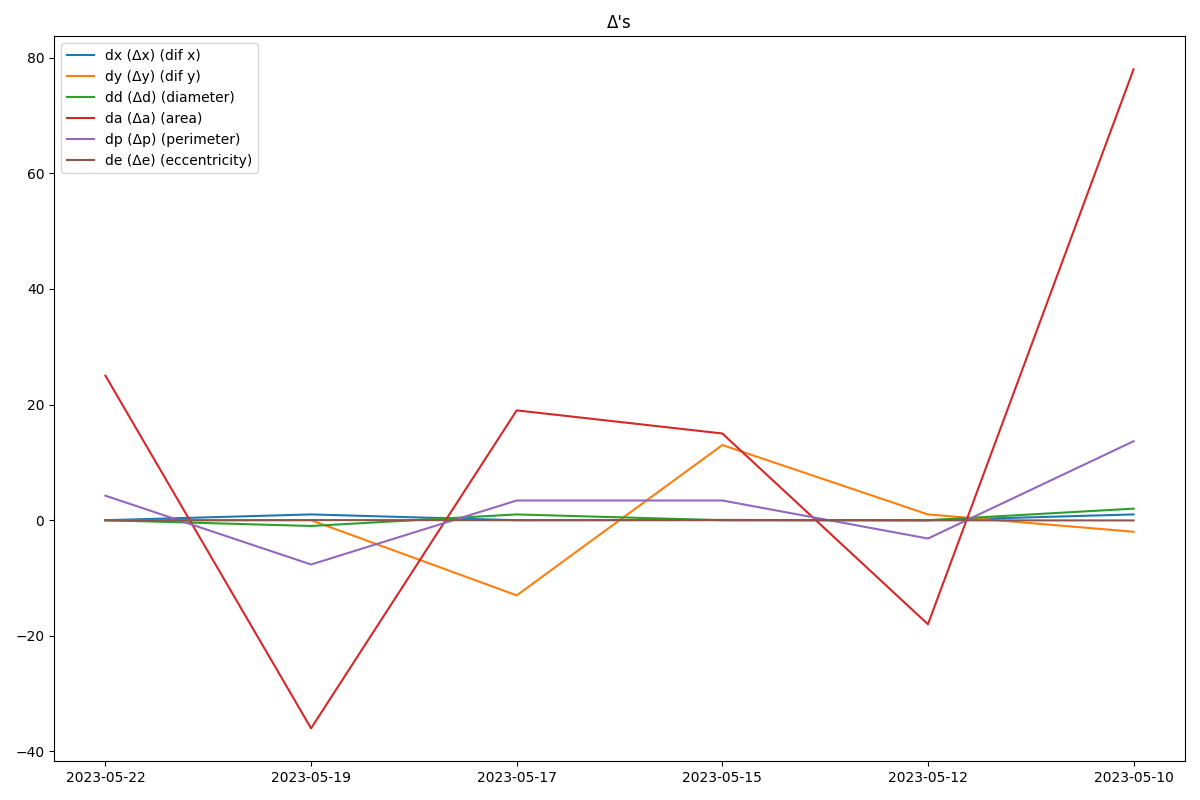 Δ's
dx (Δx) (dif x)
dy (Δy) (dif y)
dd (Δd) (diameter)
da (Δa) (area)
dp (Δp) (perimeter)
de (Δe) (eccentricity)
80
60
40
20
0
−20
−40
2023-05-22 2023-05-19 2023-05-17 2023-05-15 2023-05-12 2023-05-10